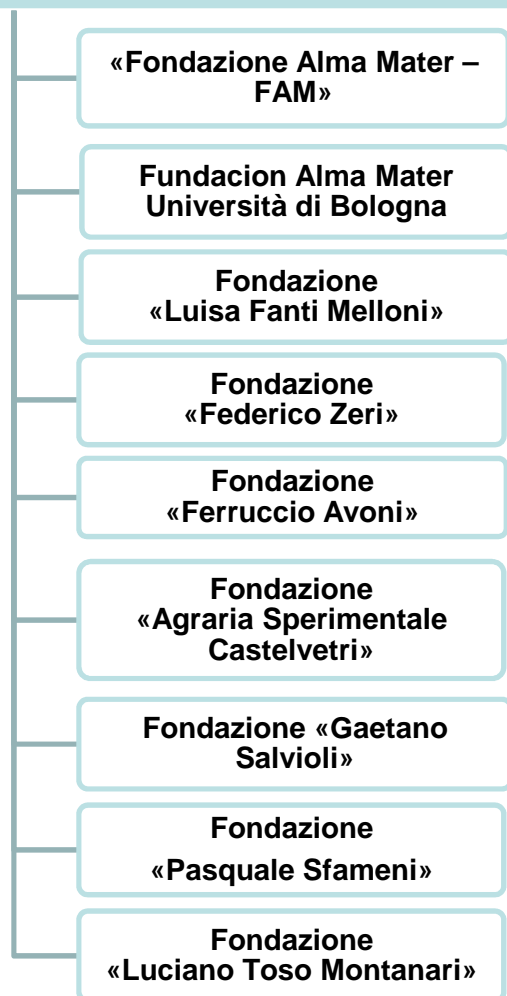 «Fondazione Alma Mater –
FAM»
Fundacion Alma Mater
Università di Bologna
Fondazione
«Luisa Fanti Melloni»
Fondazione
«Federico Zeri»
Fondazione
«Ferruccio Avoni»
Fondazione
«Agraria Sperimentale
Castelvetri»
Fondazione «Gaetano
Salvioli»
Fondazione
«Pasquale Sfameni»
Fondazione
«Luciano Toso Montanari»